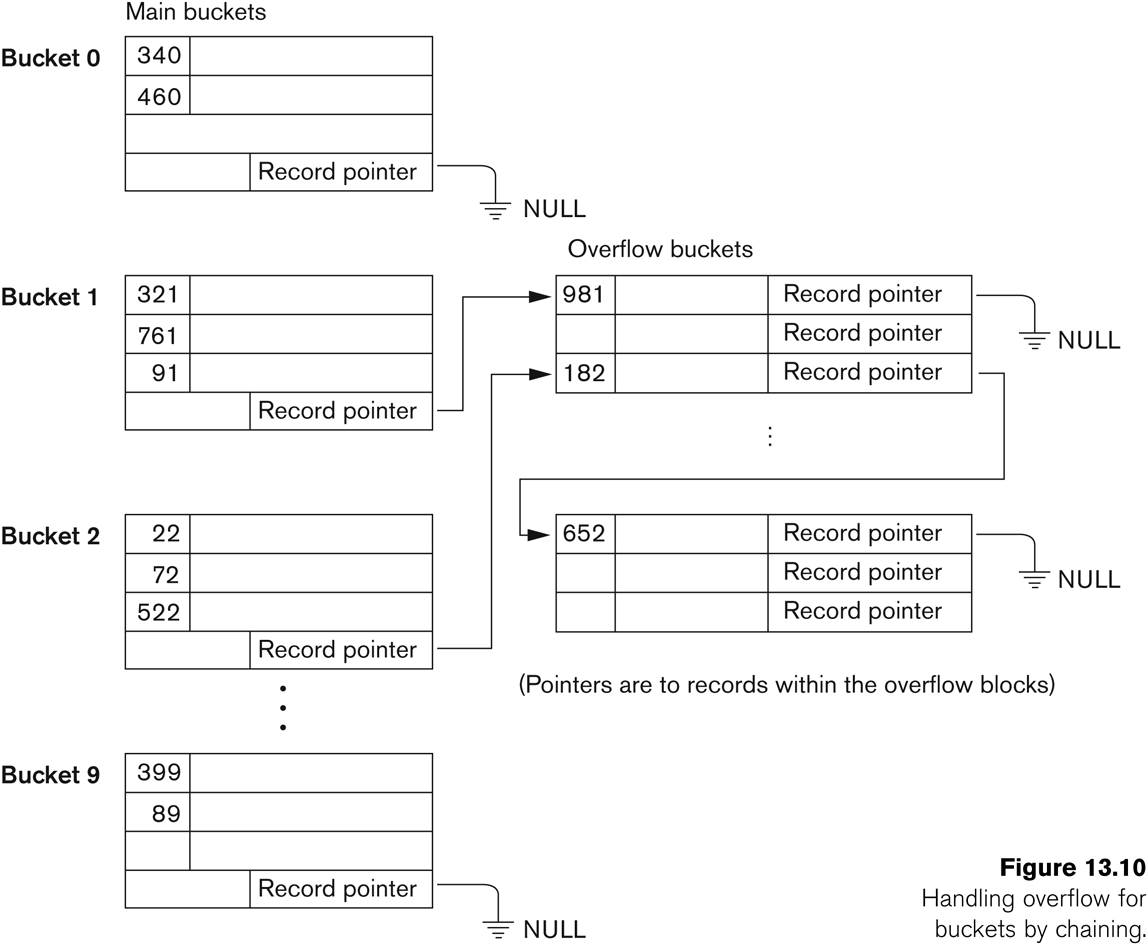 Main buckets
Bucket 0
340
460
Record pointer
NULL
Bucket 1
321
761
91
Record pointer
Overflow buckets
981 Record pointer
NULL
Record pointer
182 Record pointer
Bucket 2
22
72
522
Record pointer
652 Record pointer
NULL
Record pointer
Record pointer
(Pointers are to records within the overflow blocks)
Bucket 9
399
89
Record pointer
NULL
Figure 13.10
Handling overflow for
buckets by chaining.